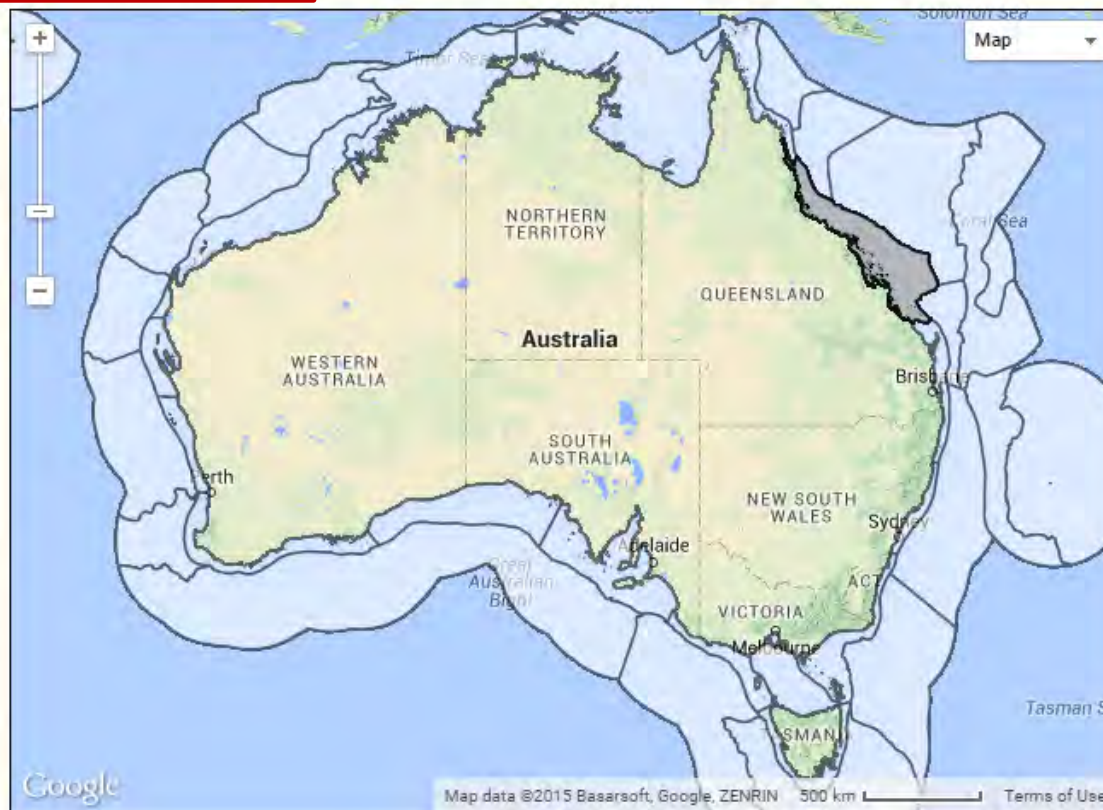 Solomon Sea
+
Map
Timor
Coral Sea
NORTHERN
TERRITORY
QUEENSLAND
Australia
WESTERN
AUSTRALIA
Brisbane
SOUTH
AUSTRALIA
NEW SOUTH
WALES
Perth
Sydney
Adelaide
Great
Australian
Bight
ACT
VICTORIA
Melbourne
Tasman S
SMAN
Google
Map data ©2015 Basarsoft, Google, ZENRIN 500 km Terms of Use